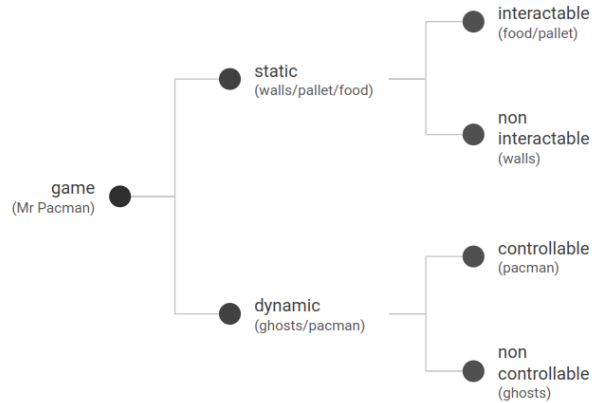 game
(Mr Pacman)
static
(walls/pallet/food)
dynamic
(ghosts/pacman)
interactable
(food/pallet)
non
interactable
(walls)
controllable
(pacman)
non
controllable
(ghosts)